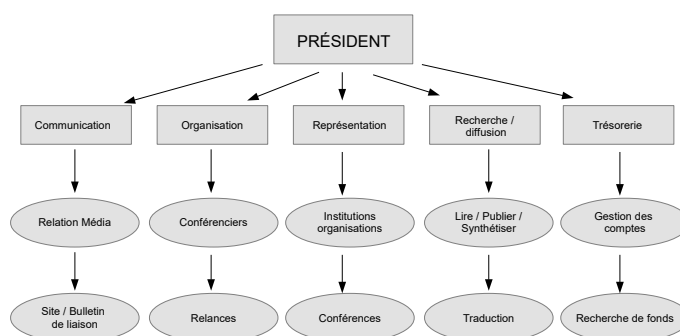 PRÉSIDENT
Communication
Organisation
Représentation
Recherche /
diffusion
Trésorerie
Relation Média
Conférenciers
Institutions
organisations
Lire / Publier /
Synthétiser
Gestion des
comptes
Site / Bulletin
de liaison
Relances
Conférences
Traduction
Recherche de fonds